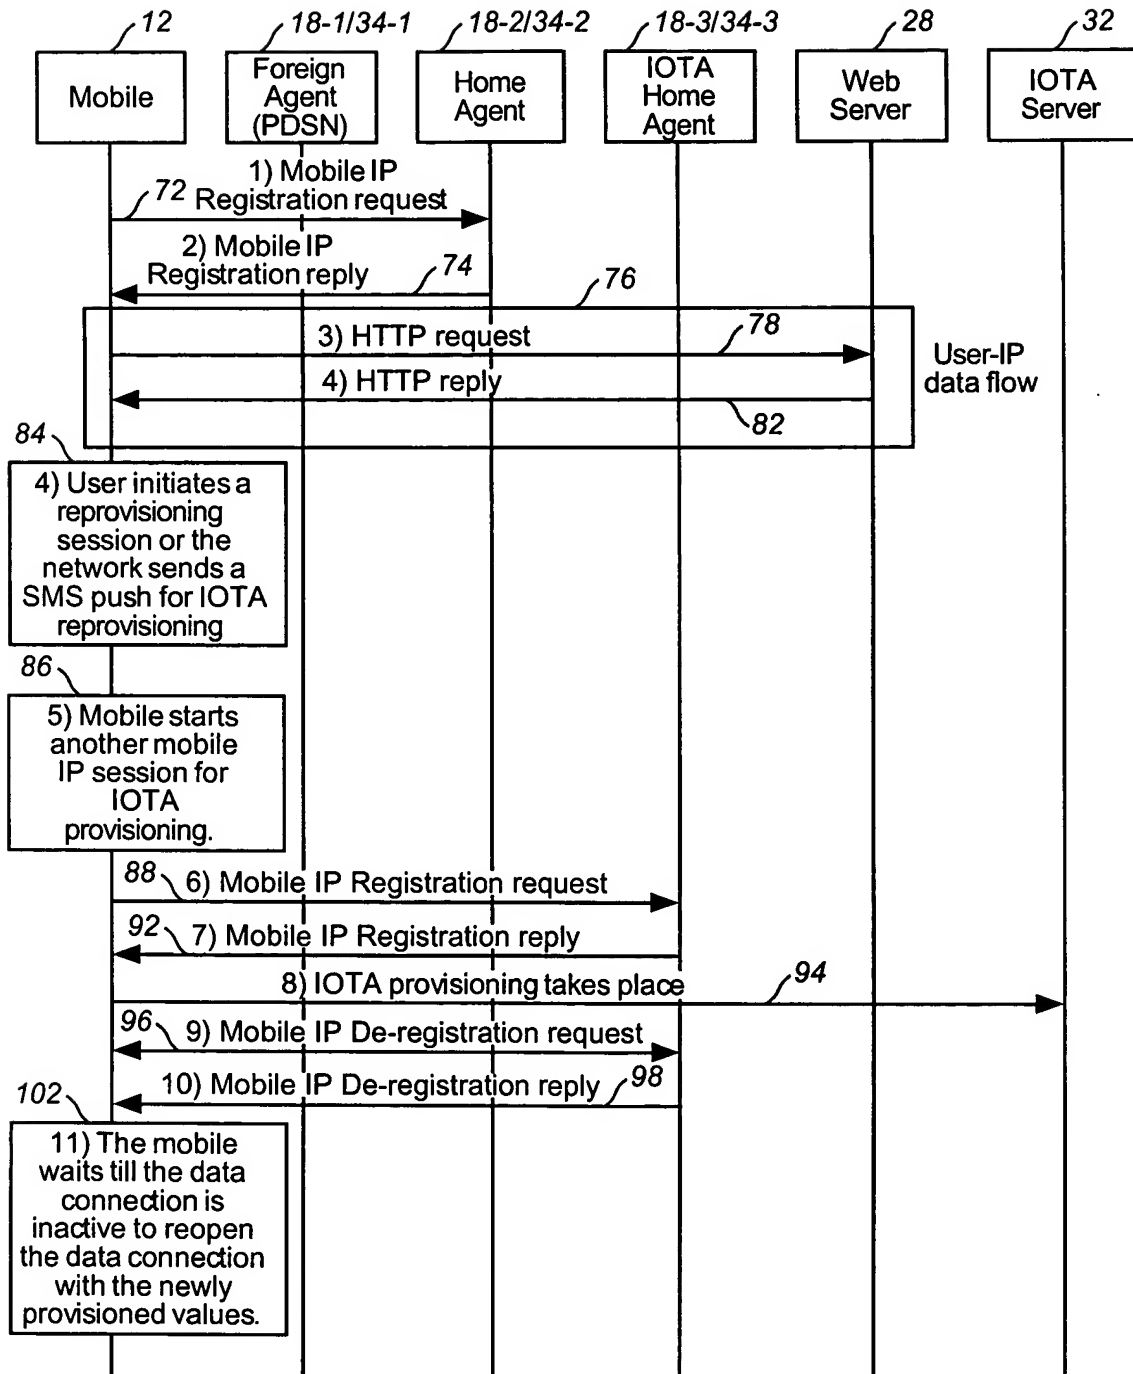 12
18-1/34-1
18-2/34-2
18-3/34-3
28
32
Mobile
Foreign
Agent
(PDSN)
Home
Agent
IOTA
Home
Agent
Web
Server
IOTA
Server
1) Mobile IP
72
Registration request
2) Mobile IP
Registration reply
74
76
3) HTTP request
78
4) HTTP reply
82
User-IP
data flow
84
4) User initiates a
reprovisioning
session or the
network sends a
SMS push for IOTA
reprovisioning
86
5) Mobile starts
another mobile
IP session for
IOTA
provisioning.
88
6) Mobile IP Registration request
92
7) Mobile IP Registration reply
8) IOTA provisioning takes place
94
96
9) Mobile IP De-registration request
10) Mobile IP De-registration reply
98
102
11) The mobile
waits till the data
connection is
inactive to reopen
the data connection
with the newly
provisioned values.